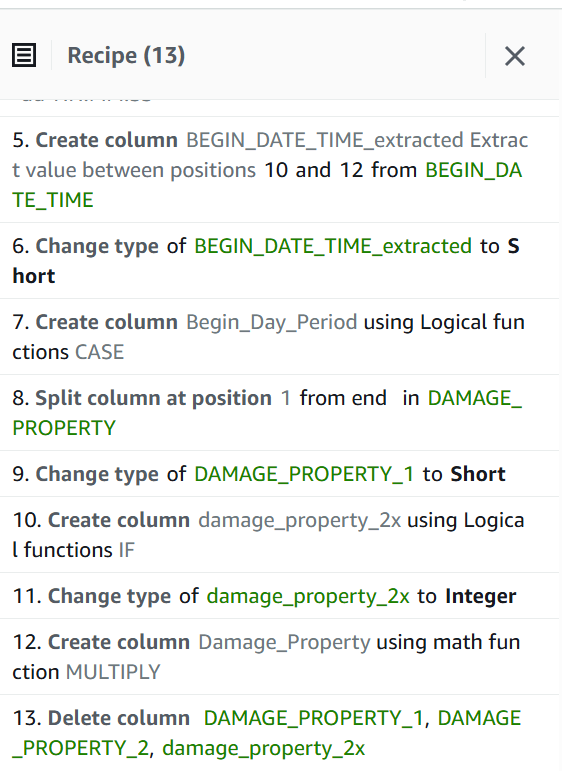 Recipe (13)
5. Create column BEGIN_DATE_TIME_extracted Extrac
t value between positions 10 and 12 from BEGIN_DA
TE_TIME
6. Change type of BEGIN_DATE_TIME_extracted to S
hort
7. Create column Begin_Day_Period using Logical fun
ctions CASE
8. Split column at position 1 from end in DAMAGE_
PROPERTY
9. Change type of DAMAGE_PROPERTY_1 to Short
10. Create column damage_property_2x using Logica
l functions IF
11. Change type of damage_property_2x to Integer
12. Create column Damage_Property using math fun
ction MULTIPLY
13. Delete column DAMAGE_PROPERTY_1, DAMAGE
_PROPERTY_2, damage_property_2x